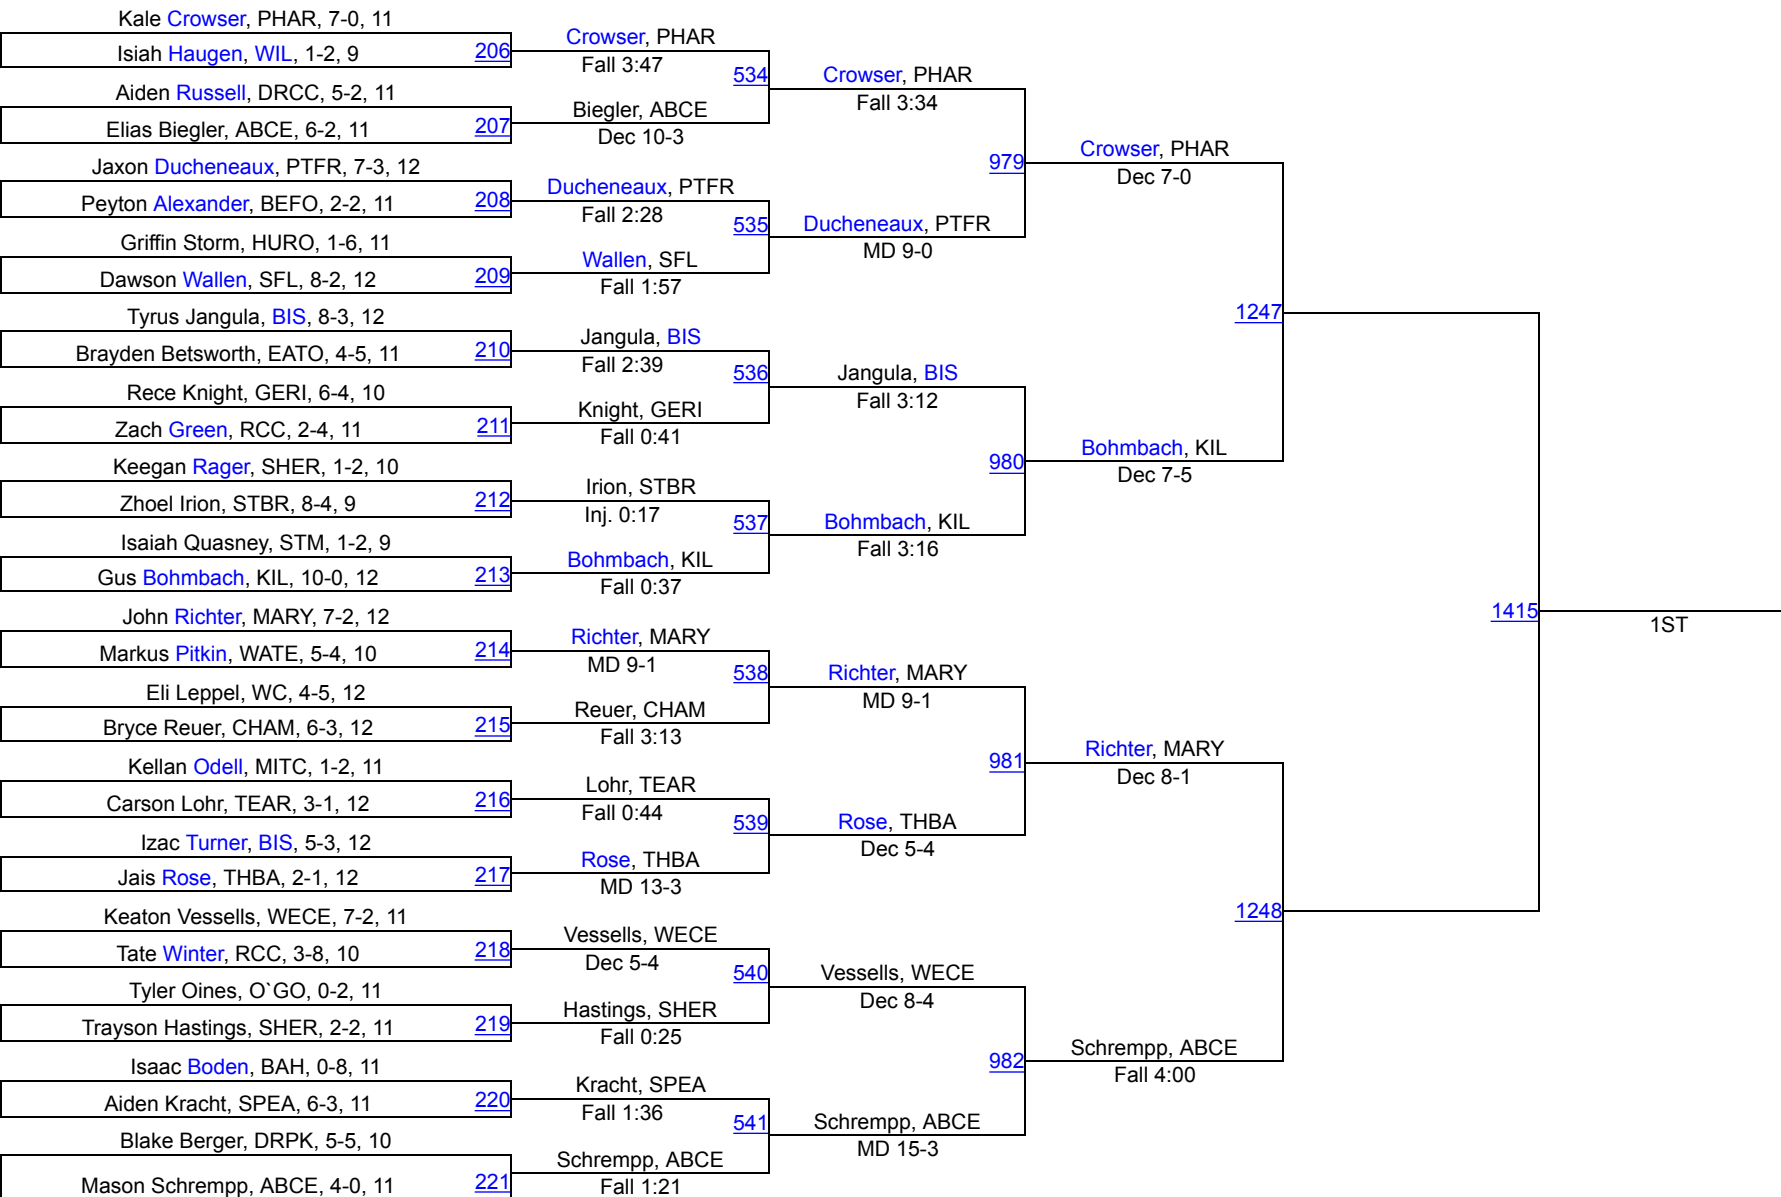 Kale Crowser, PHAR, 7-0, 11
Isiah Haugen, WIL, 1-2, 9
206
Aiden Russell, DRCC, 5-2, 11
Elias Biegler, ABCE, 6-2, 11
207
Jaxon Ducheneaux, PTFR, 7-3, 12
Peyton Alexander, BEFO, 2-2, 11
208
Griffin Storm, HURO, 1-6, 11
Dawson Wallen, SFL, 8-2, 12
209
Tyrus Jangula, BIS, 8-3, 12
Brayden Betsworth, EATO, 4-5, 11
210
Rece Knight, GERI, 6-4, 10
Zach Green, RCC, 2-4, 11
211
Keegan Rager, SHER, 1-2, 10
Zhoel Irion, STBR, 8-4, 9
212
Isaiah Quasney, STM, 1-2, 9
Gus Bohmbach, KIL, 10-0, 12
213
John Richter, MARY, 7-2, 12
Markus Pitkin, WATE, 5-4, 10
214
Eli Leppel, WC, 4-5, 12
Bryce Reuer, CHAM, 6-3, 12
215
Kellan Odell, MITC, 1-2, 11
Carson Lohr, TEAR, 3-1, 12
216
Izac Turner, BIS, 5-3, 12
Jais Rose, THBA, 2-1, 12
217
Keaton Vessells, WECE, 7-2, 11
Tate Winter, RCC, 3-8, 10
218
Tyler Oines, O`GO, 0-2, 11
Trayson Hastings, SHER, 2-2, 11
219
Isaac Boden, BAH, 0-8, 11
Aiden Kracht, SPEA, 6-3, 11
220
Blake Berger, DRPK, 5-5, 10
Mason Schrempp, ABCE, 4-0, 11
221
Crowser, PHAR
Fall 3:47
534
Biegler, ABCE
Dec 10-3
Ducheneaux, PTFR
Fall 2:28
535
Wallen, SFL
Fall 1:57
Jangula, BIS
Fall 2:39
536
Knight, GERI
Fall 0:41
Irion, STBR
Inj. 0:17
537
Bohmbach, KIL
Fall 0:37
Richter, MARY
MD 9-1
538
Reuer, CHAM
Fall 3:13
Lohr, TEAR
Fall 0:44
539
Rose, THBA
MD 13-3
Vessells, WECE
Dec 5-4
540
Hastings, SHER
Fall 0:25
Kracht, SPEA
Fall 1:36
541
Schrempp, ABCE
Fall 1:21
Crowser, PHAR
Fall 3:34
979
Ducheneaux, PTFR
MD 9-0
Jangula, BIS
Fall 3:12
980
Bohmbach, KIL
Fall 3:16
Richter, MARY
MD 9-1
981
Rose, THBA
Dec 5-4
Vessells, WECE
Dec 8-4
982
Schrempp, ABCE
MD 15-3
Crowser, PHAR
Dec 7-0
1247
Bohmbach, KIL
Dec 7-5
Richter, MARY
Dec 8-1
1248
Schrempp, ABCE
Fall 4:00
1415
1ST